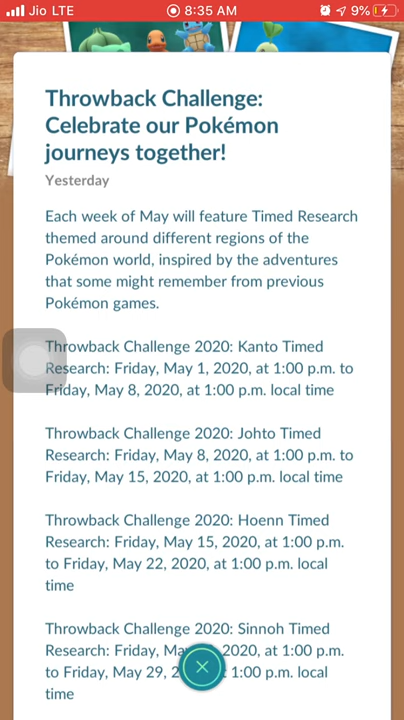 Jio LTE 8:35 AM 9%
Throwback Challenge:
Celebrate our Pokémon
journeys together!
Yesterday
Each week of May will feature Timed Research
themed around different regions of the
Pokémon world, inspired by the adventures
that some might remember from previous
Pokémon games.
Throwback Challenge 2020: Kanto Timed
Research: Friday, May 1, 2020, at 1:00 p.m. to
Friday, May 8, 2020, at 1:00 p.m. local time
Throwback Challenge 2020: Johto Timed
Research: Friday, May 8, 2020, at 1:00 p.m. to
Friday, May 15, 2020, at 1:00 p.m. local time
Throwback Challenge 2020: Hoenn Timed
Research: Friday, May 15, 2020, at 1:00 p.m.
to Friday, May 22, 2020, at 1:00 p.m. local
time
Throwback Challenge 2020: Sinnoh Timed
Research: Friday, 2020, at 1:00 p.m.
to Friday, May 29, 1:00 p.m. local
time